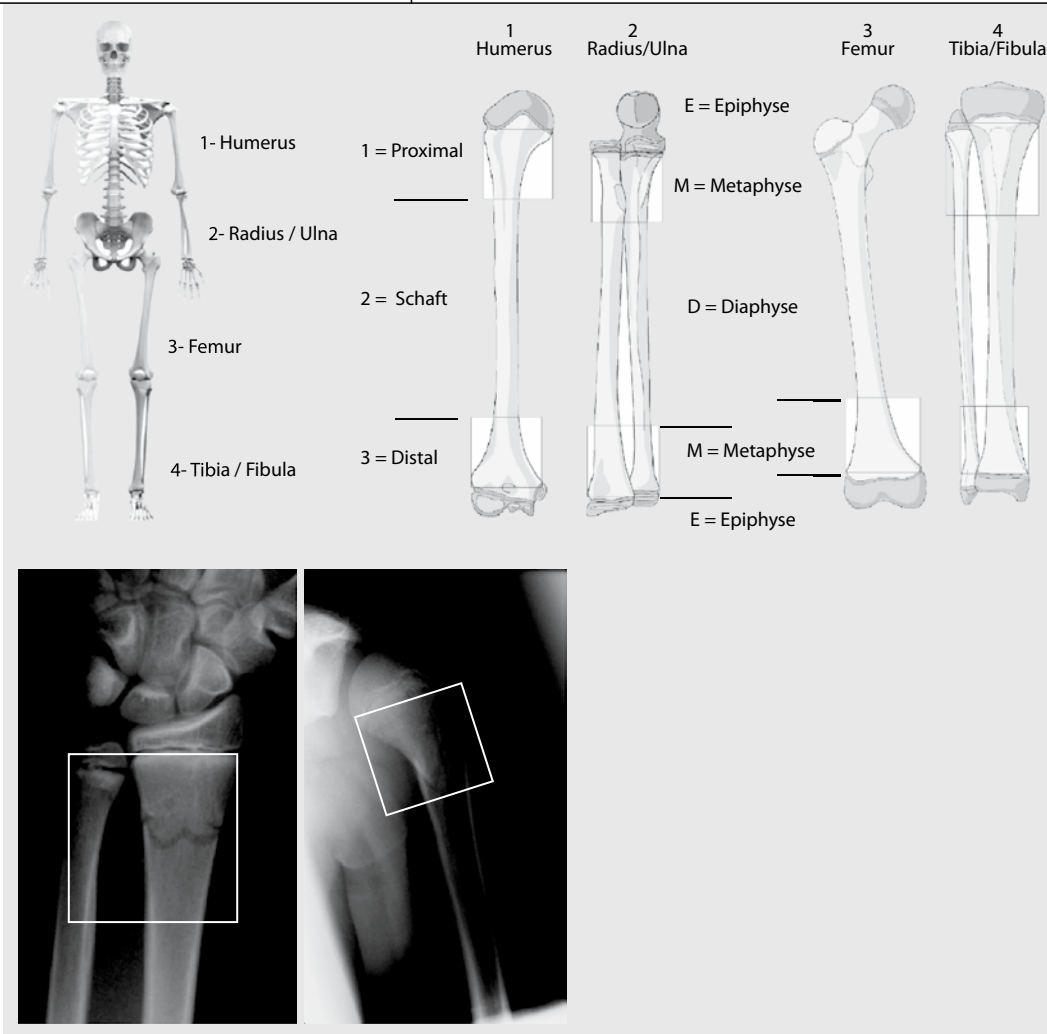 1
Humerus
2
Radius/Ulna
3
Femur
4
Tibia/Fibula
1- Humerus
2- Radius / Ulna
3- Femur
4- Tibia / Fibula
1 = Proximal
2 = Schaft
3 = Distal
E = Epiphyse
M = Metaphyse
D = Diaphyse
M = Metaphyse
E = Epiphyse